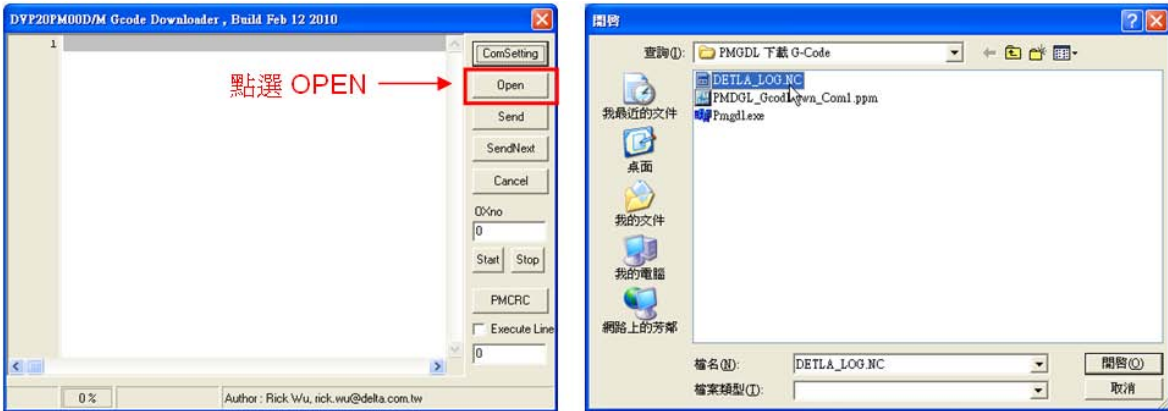 DVP20PM00D/M Gcode Downloader , Build Feb 12 2010
1
ComSetting
點選 OPEN
Open
Send
SendNext
Cancel
OXno
0
Start Stop
PMCRC
Execute Line
0
0 %
Author : Rick Wu, rick.wu@delta.com.tw
開啓
查詢(I): PMGDL 下載 G-Code
DETLA_LOG.NC
PMDGL_GcodDown_Com1.ppm
Pmgdl.exe
我最近的文件
桌面
我的文件
我的電腦
網路上的芳鄰
檔名(N): DETLA_LOG.NC 開啓(O)
檔案類型(T): 取消